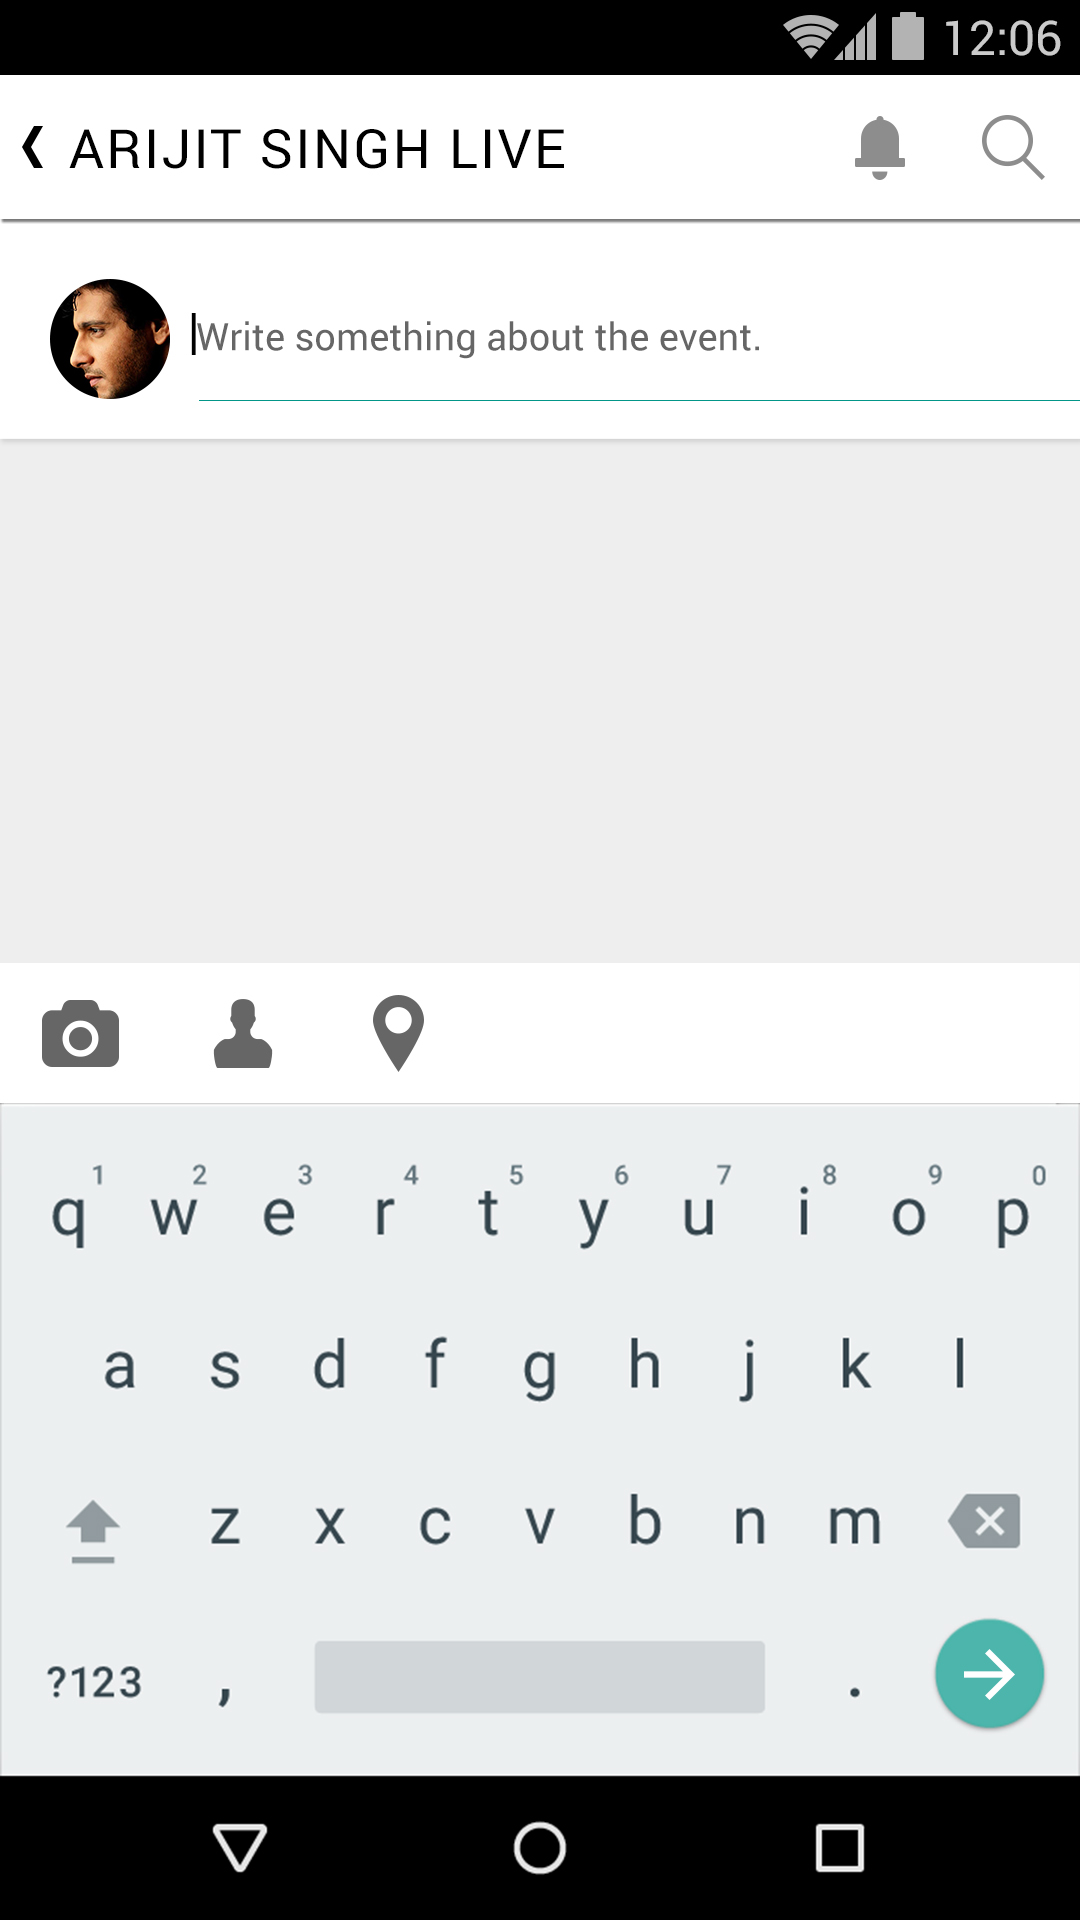 12:06
ARIJIT SINGH LIVE
Write something about the event.
1 2 3 4 5 6 7 8 9 0
q w e r t y u i o p
a s d f g h j k l
z x c v b n m
?123 , .